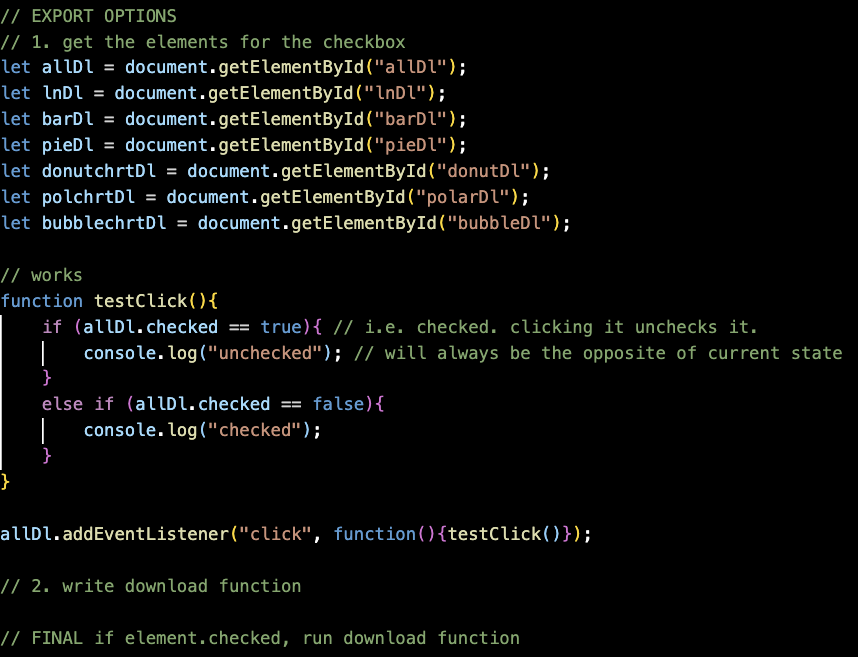 // EXPORT OPTIONS
// 1. get the elements for the checkbox
let allDl = document.getElementById("allDl");
let lnDl = document.getElementById("lnDl");
let barDl = document.getElementById("barDl");
let pieDl = document.getElementById("pieDl");
let donutchrtDl = document.getElementById("donutDl");
let polchrtDl = document.getElementById("polarDl");
let bubblechrtDl = document.getElementById("bubbleDl");

// works
function testClick(){
    if (allDl.checked == true){ // i.e. checked. clicking it unchecks it.
        console.log("unchecked"); // will always be the opposite of current state
    }
    else if (allDl.checked == false){
        console.log("checked");
    }
}

allDl.addEventListener("click", function(){testClick()});

// 2. write download function

// FINAL if element.checked, run download function